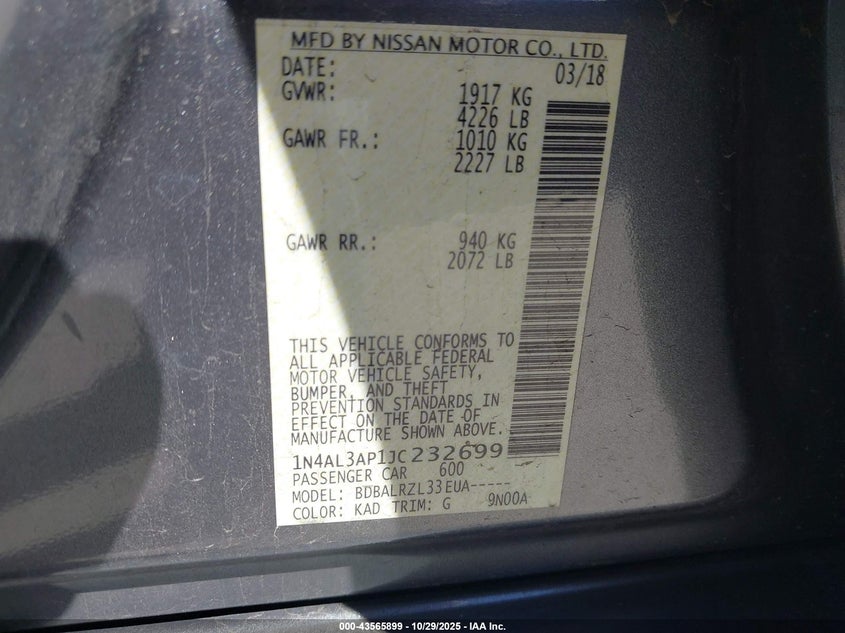 MFD BY NISSAN MOTOR CO., LTD.
DATE: 03/18
GVWR: 1917 KG
4226 LB
GAWR FR.: 1010 KG
2227 LB
GAWR RR.: 940 KG
2072 LB
THIS VEHICLE CONFORMS TO
ALL APPLICABLE FEDERAL
MOTOR VEHICLE SAFETY,
BUMPER, AND THEFT
PREVENTION STANDARDS IN
EFFECT ON THE DATE OF
MANUFACTURE SHOWN ABOVE.
1N4AL3AP1JC232699
PASSENGER CAR 600
MODEL: BDBALRZL33EUA-----
COLOR: KAD TRIM: G 9N00A
000-43565899 | 10/29/2025 - IAA Inc.